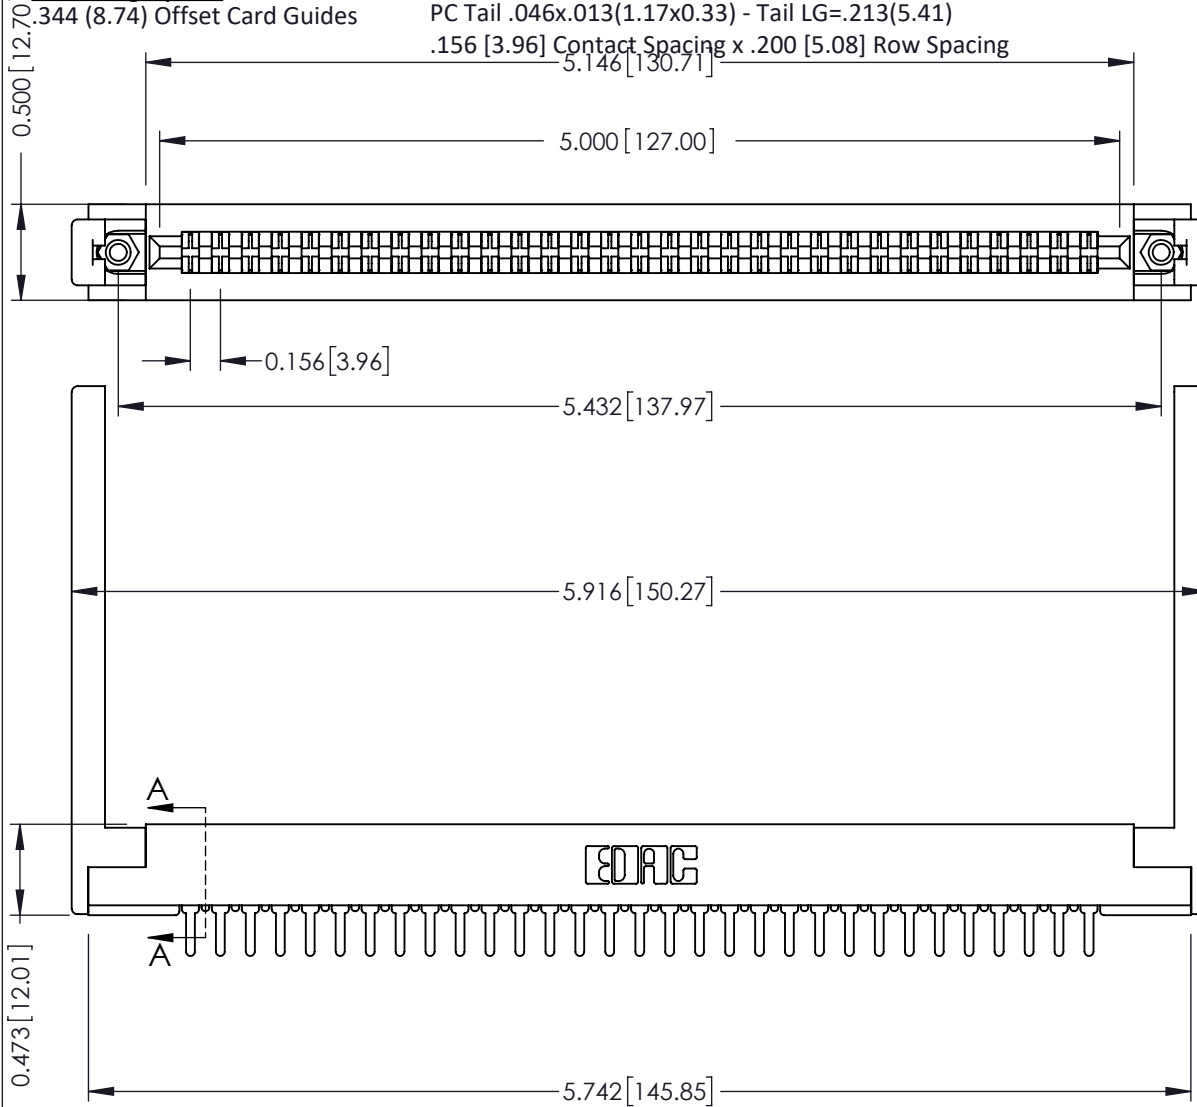 .344 (8.74) Offset Card Guides
PC Tail .046x.013(1.17x0.33) - Tail LG=.213(5.41)
.156 [3.96] Contact Spacing x .200 [5.08] Row Spacing
0.500 [12.70
5.146 [130.71]
5.000 [127.00]
0.156 [3.96]
5.432 [137.97]
5.916 [150.27]
A
EDAC
A
0.473 [12.01]
5.742 [145.85]